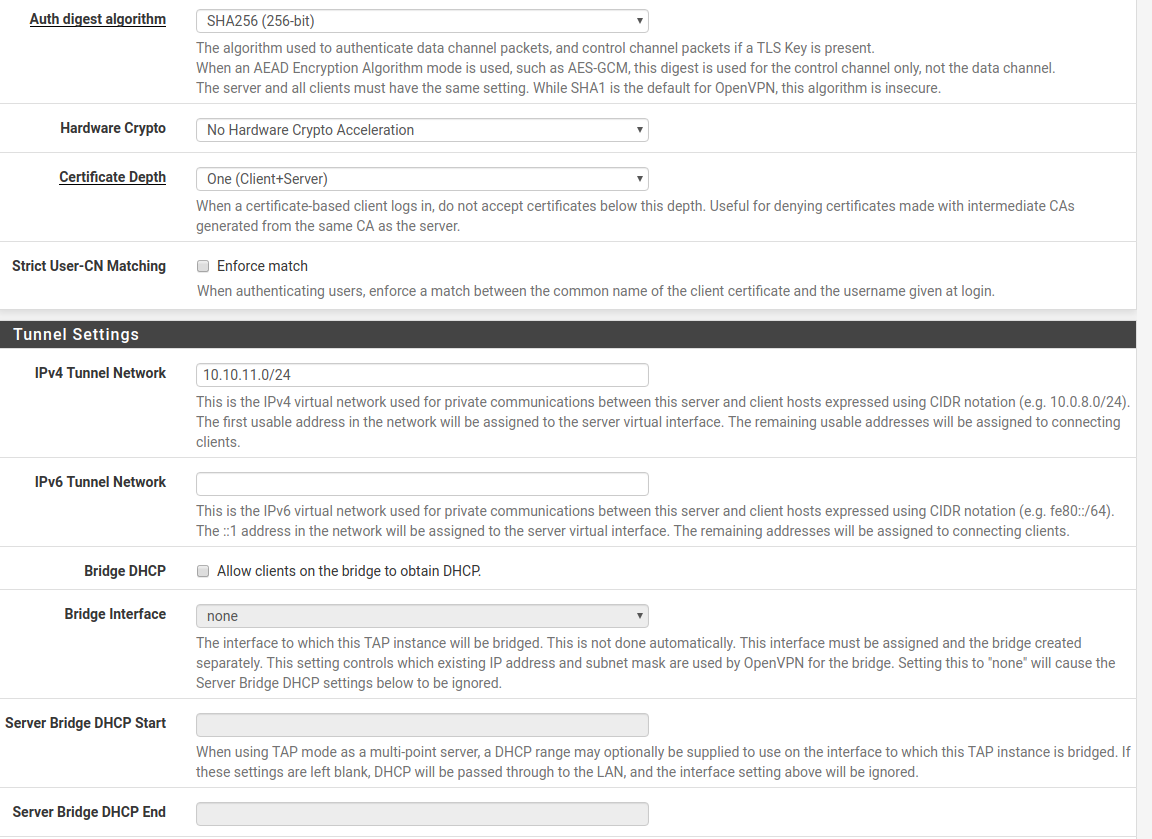 Auth digest algorithm
SHA256 (256-bit)
The algorithm used to authenticate data channel packets, and control channel packets if a TLS Key is present.
When an AEAD Encryption Algorithm mode is used, such as AES-GCM, this digest is used for the control channel only, not the data channel.
The server and all clients must have the same setting. While SHA1 is the default for OpenVPN, this algorithm is insecure.
Hardware Crypto
No Hardware Crypto Acceleration
Certificate Depth
One (Client+Server)
When a certificate-based client logs in, do not accept certificates below this depth. Useful for denying certificates made with intermediate CAs
generated from the same CA as the server.
Strict User-CN Matching
Enforce match
When authenticating users, enforce a match between the common name of the client certificate and the username given at login.
Tunnel Settings
IPv4 Tunnel Network
10.10.11.0/24
This is the IPv4 virtual network used for private communications between this server and client hosts expressed using CIDR notation (e.g. 10.0.8.0/24).
The first usable address in the network will be assigned to the server virtual interface. The remaining usable addresses will be assigned to connecting
clients.
IPv6 Tunnel Network
This is the IPv6 virtual network used for private communications between this server and client hosts expressed using CIDR notation (e.g. fe80::/64).
The ::1 address in the network will be assigned to the server virtual interface. The remaining addresses will be assigned to connecting clients.
Bridge DHCP
Allow clients on the bridge to obtain DHCP.
Bridge Interface
none
The interface to which this TAP instance will be bridged. This is not done automatically. This interface must be assigned and the bridge created
separately. This setting controls which existing IP address and subnet mask are used by OpenVPN for the bridge. Setting this to "none" will cause the
Server Bridge DHCP settings below to be ignored.
Server Bridge DHCP Start
When using TAP mode as a multi-point server, a DHCP range may optionally be supplied to use on the interface to which this TAP instance is bridged. If
these settings are left blank, DHCP will be passed through to the LAN, and the interface setting above will be ignored.
Server Bridge DHCP End